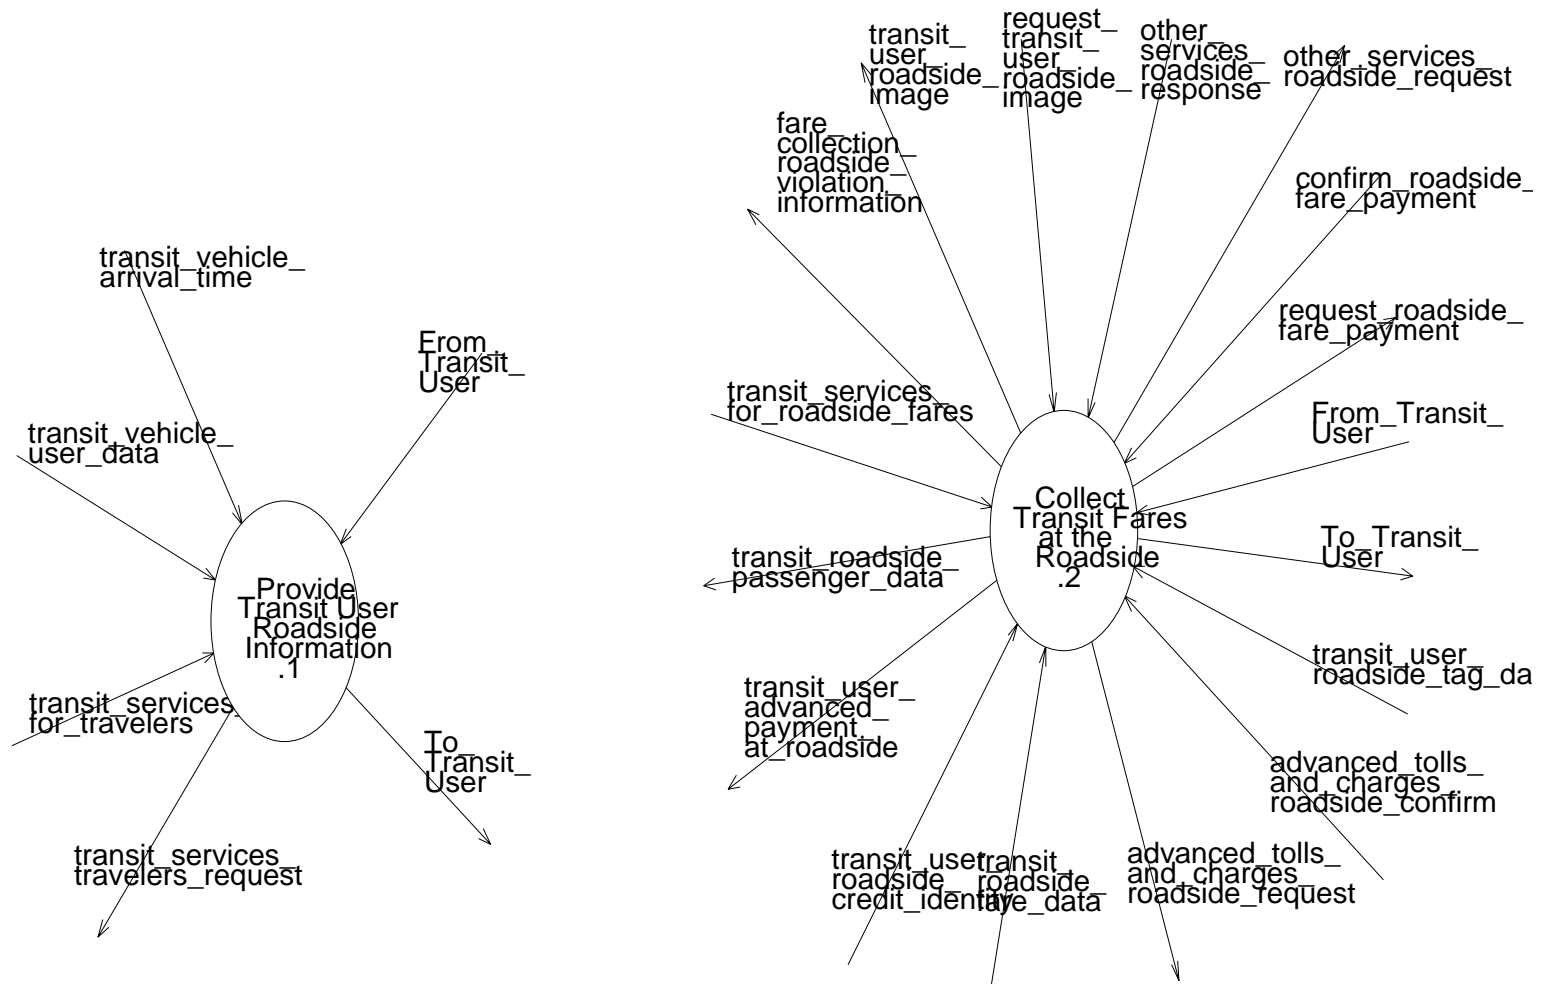 transit_vehicle_
arrival_time
From_
Transit_
User
transit_vehicle_
user_data
Provide
Transit User
Roadside
Information
.1
transit_services_
for_travelers
To_
Transit_
User
transit_services_
travelers_request
transit_
user_
roadside_
image
request_
transit_
user_
roadside_
image
other_
services_
roadside_
response
other_services_
roadside_request
fare_
collection_
roadside_
violation_
information
confirm_roadside_
fare_payment
request_roadside_
fare_payment
transit_services_
for_roadside_fares
From_Transit_
User
Collect
Transit Fares
at the
Roadside
.2
To_Transit_
User
transit_roadside_
passenger_data
transit_user_
roadside_tag_da
transit_user_
advanced_
payment_
at_roadside
advanced_tolls_
and_charges_
roadside_confirm
transit_user_
roadside_
credit_identity
transit_
roadside_
fare_data
advanced_tolls_
and_charges_
roadside_request